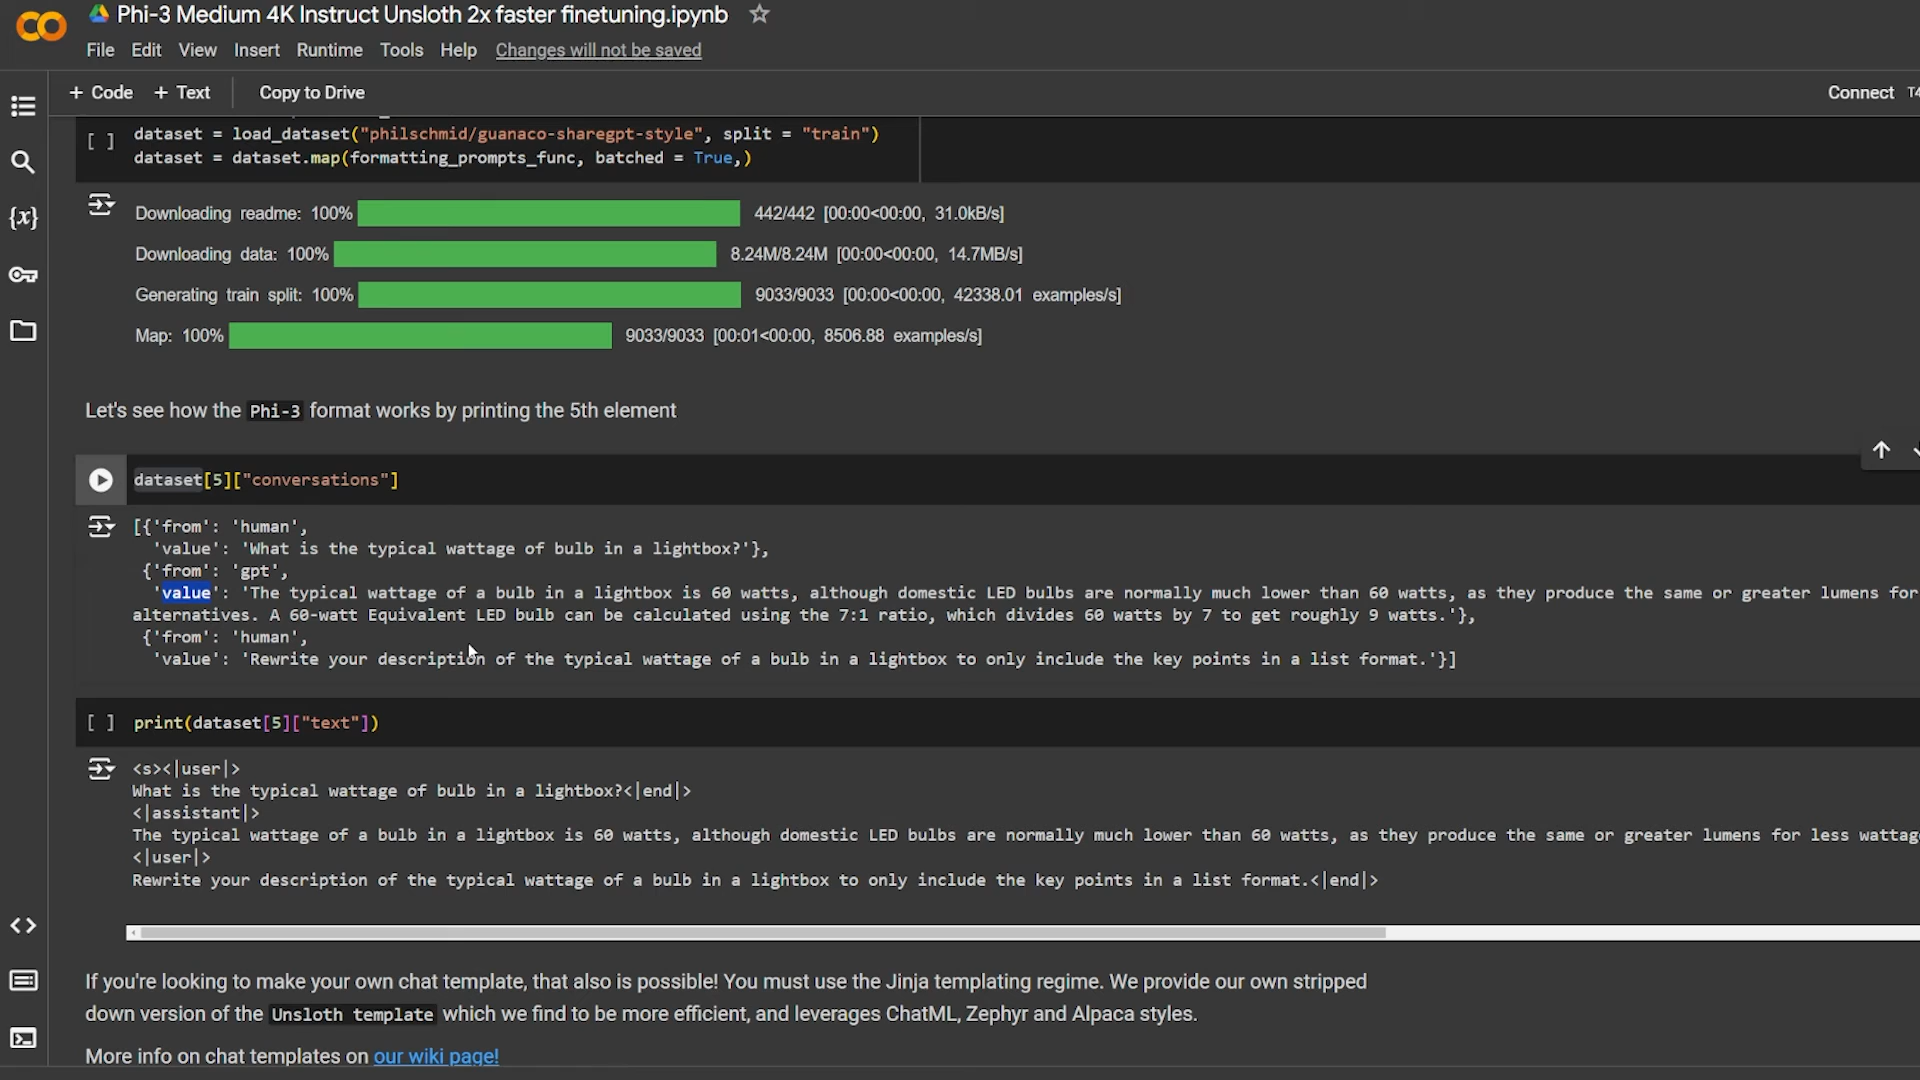 Phi-3 Medium 4K Instruct Unsloth 2x faster finetuning.ipynb
File Edit View Insert Runtime Tools Help Changes will not be saved
+ Code + Text Copy to Drive Connect T4
[ ] dataset = load_dataset("philschmid/guanaco-sharegpt-style", split = "train")
dataset = dataset.map(formatting_prompts_func, batched = True,)
Downloading readme: 100% 442/442 [00:00<00:00, 31.0kB/s]
Downloading data: 100% 8.24M/8.24M [00:00<00:00, 14.7MB/s]
Generating train split: 100% 9033/9033 [00:00<00:00, 42338.01 examples/s]
Map: 100% 9033/9033 [00:01<00:00, 8506.88 examples/s]
Let's see how the Phi-3 format works by printing the 5th element
dataset[5]["conversations"]
[{'from': 'human',
'value': 'What is the typical wattage of bulb in a lightbox?'},
{'from': 'gpt',
'value': 'The typical wattage of a bulb in a lightbox is 60 watts, although domestic LED bulbs are normally much lower than 60 watts, as they produce the same or greater lumens for
alternatives. A 60-watt Equivalent LED bulb can be calculated using the 7:1 ratio, which divides 60 watts by 7 to get roughly 9 watts.'},
{'from': 'human',
'value': 'Rewrite your description of the typical wattage of a bulb in a lightbox to only include the key points in a list format.'}]
[ ] print(dataset[5]["text"])
<s><|user|>
What is the typical wattage of bulb in a lightbox?<|end|>
<|assistant|>
The typical wattage of a bulb in a lightbox is 60 watts, although domestic LED bulbs are normally much lower than 60 watts, as they produce the same or greater lumens for less wattag
<|user|>
Rewrite your description of the typical wattage of a bulb in a lightbox to only include the key points in a list format.<|end|>
If you're looking to make your own chat template, that also is possible! You must use the Jinja templating regime. We provide our own stripped
down version of the Unsloth template which we find to be more efficient, and leverages ChatML, Zephyr and Alpaca styles.
More info on chat templates on our wiki page!